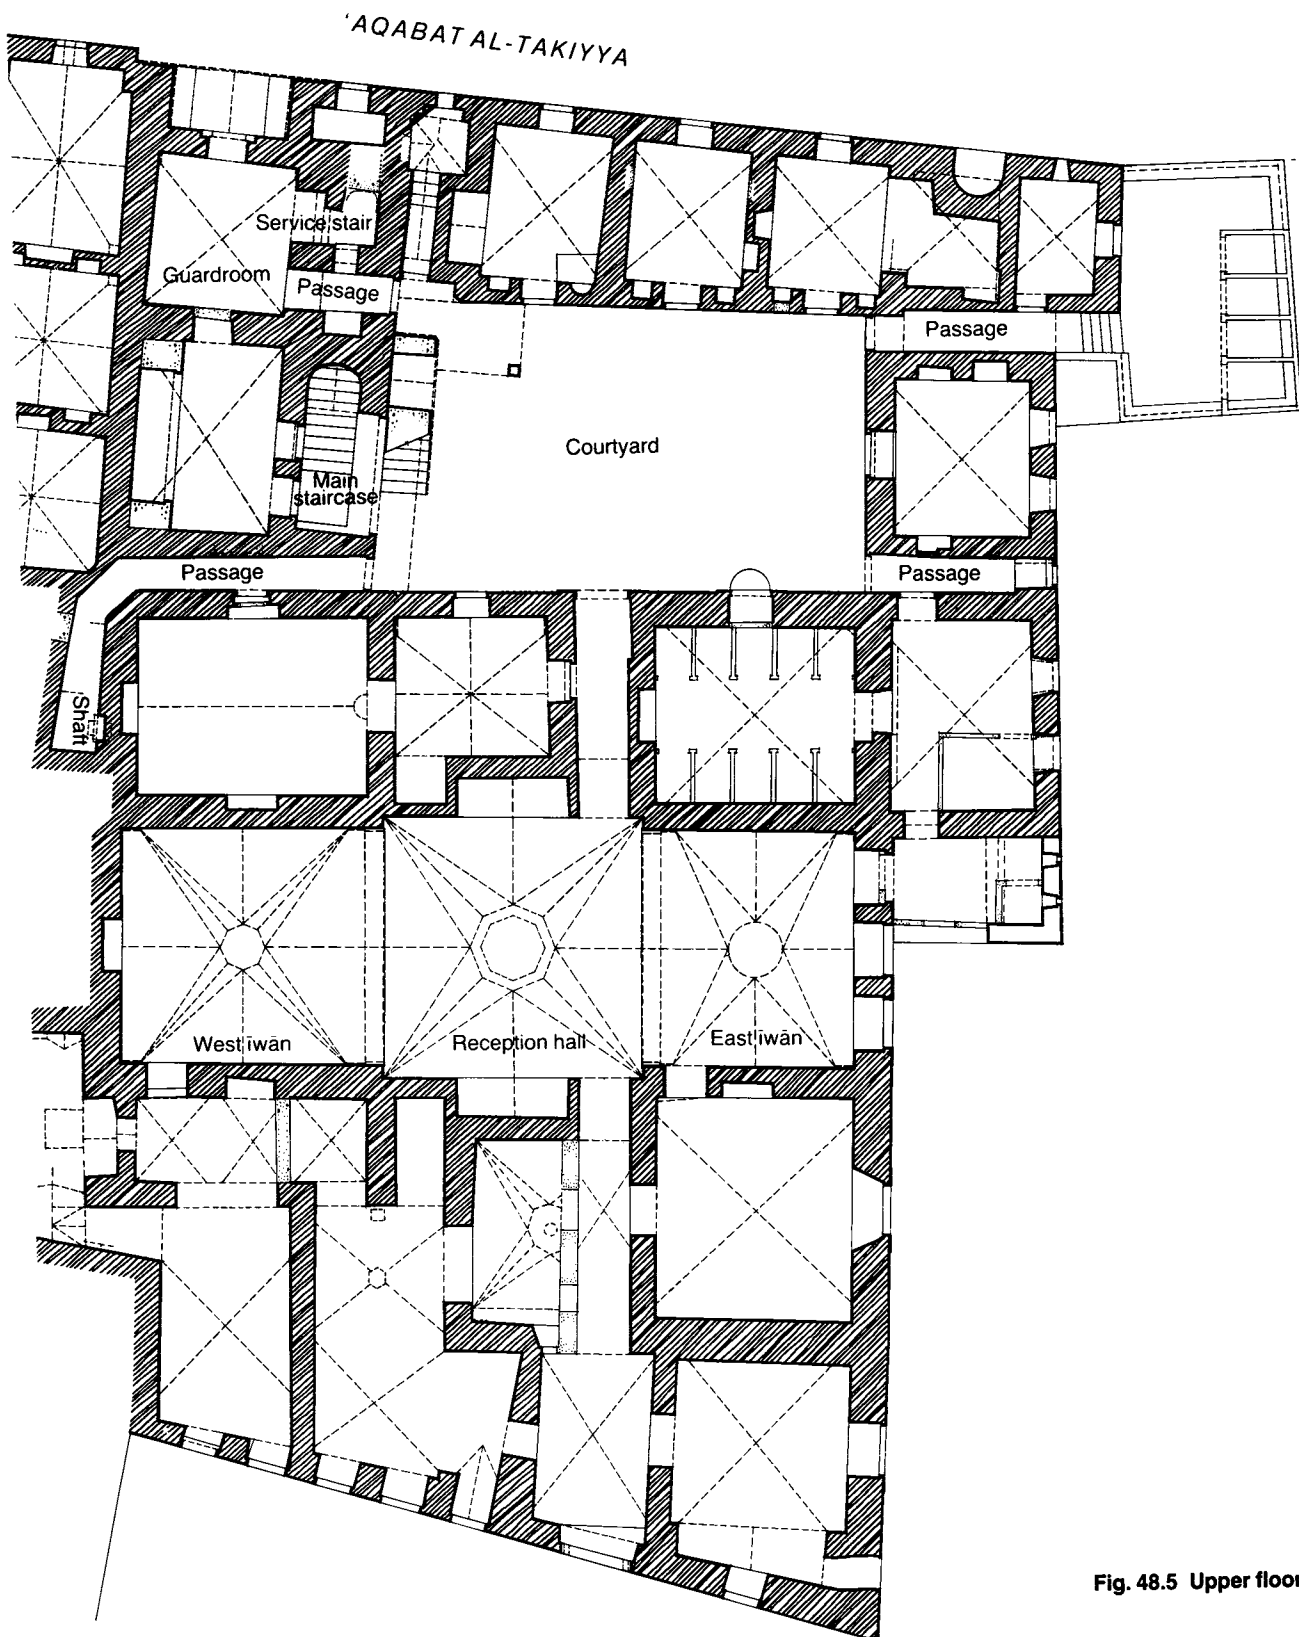 'AQABAT AL-TAKIYYA
Service stair
Guardroom
Passage
Passage
Courtyard
Main
staircase
Passage
Passage
Shaft
West īwān
Reception hall
East īwān
Fig. 48.5 Upper floor